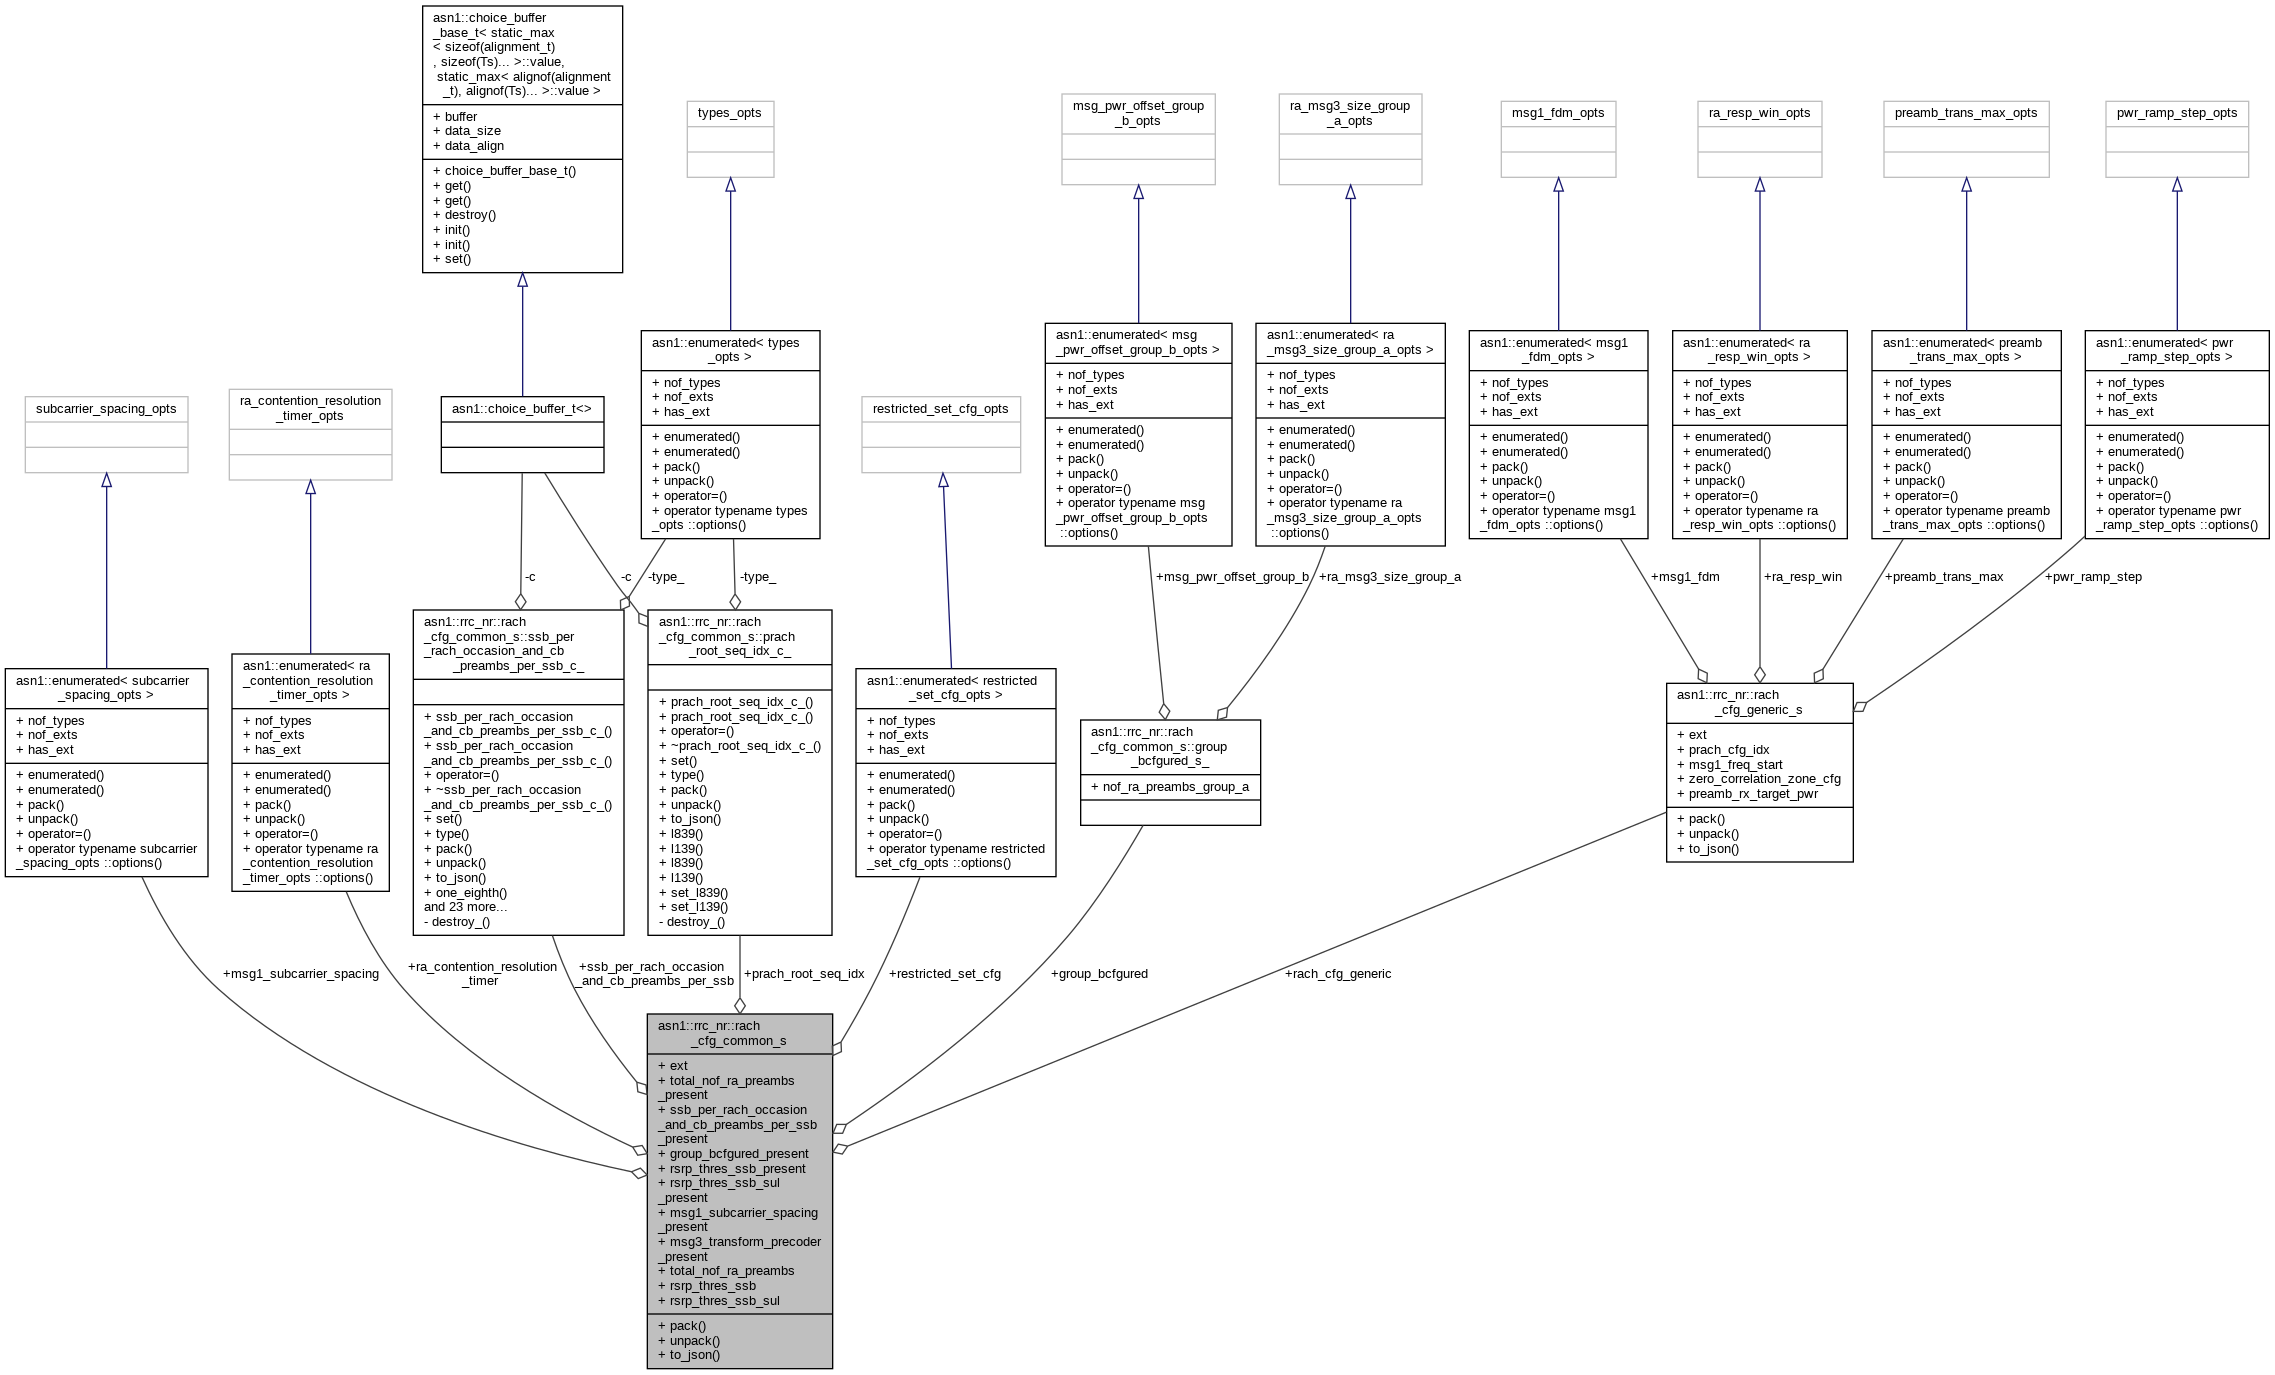 asn1::choice_buffer
_base_t< static_max
< sizeof(alignment_t)
, sizeof(Ts)... >::value,
static_max< alignof(alignment
_t), alignof(Ts)... >::value >
+ buffer
+ data_size
+ data_align
+ choice_buffer_base_t()
+ get()
+ get()
+ destroy()
+ init()
+ init()
+ set()
types_opts
msg_pwr_offset_group
_b_opts
ra_msg3_size_group
_a_opts
msg1_fdm_opts
ra_resp_win_opts
preamb_trans_max_opts
pwr_ramp_step_opts
subcarrier_spacing_opts
ra_contention_resolution
_timer_opts
asn1::choice_buffer_t<>
asn1::enumerated< types
_opts >
+ nof_types
+ nof_exts
+ has_ext
+ enumerated()
+ enumerated()
+ pack()
+ unpack()
+ operator=()
+ operator typename types
_opts ::options()
restricted_set_cfg_opts
asn1::enumerated< msg
_pwr_offset_group_b_opts >
+ nof_types
+ nof_exts
+ has_ext
+ enumerated()
+ enumerated()
+ pack()
+ unpack()
+ operator=()
+ operator typename msg
_pwr_offset_group_b_opts
::options()
asn1::enumerated< ra
_msg3_size_group_a_opts >
+ nof_types
+ nof_exts
+ has_ext
+ enumerated()
+ enumerated()
+ pack()
+ unpack()
+ operator=()
+ operator typename ra
_msg3_size_group_a_opts
::options()
asn1::enumerated< msg1
_fdm_opts >
+ nof_types
+ nof_exts
+ has_ext
+ enumerated()
+ enumerated()
+ pack()
+ unpack()
+ operator=()
+ operator typename msg1
_fdm_opts ::options()
asn1::enumerated< ra
_resp_win_opts >
+ nof_types
+ nof_exts
+ has_ext
+ enumerated()
+ enumerated()
+ pack()
+ unpack()
+ operator=()
+ operator typename ra
_resp_win_opts ::options()
asn1::enumerated< preamb
_trans_max_opts >
+ nof_types
+ nof_exts
+ has_ext
+ enumerated()
+ enumerated()
+ pack()
+ unpack()
+ operator=()
+ operator typename preamb
_trans_max_opts ::options()
asn1::enumerated< pwr
_ramp_step_opts >
+ nof_types
+ nof_exts
+ has_ext
+ enumerated()
+ enumerated()
+ pack()
+ unpack()
+ operator=()
+ operator typename pwr
_ramp_step_opts ::options()
-c
-c
-type_
-type_
+msg_pwr_offset_group_b
+ra_msg3_size_group_a
+msg1_fdm
+ra_resp_win
+preamb_trans_max
+pwr_ramp_step
asn1::enumerated< subcarrier
_spacing_opts >
+ nof_types
+ nof_exts
+ has_ext
+ enumerated()
+ enumerated()
+ pack()
+ unpack()
+ operator=()
+ operator typename subcarrier
_spacing_opts ::options()
asn1::enumerated< ra
_contention_resolution
_timer_opts >
+ nof_types
+ nof_exts
+ has_ext
+ enumerated()
+ enumerated()
+ pack()
+ unpack()
+ operator=()
+ operator typename ra
_contention_resolution
_timer_opts ::options()
asn1::rrc_nr::rach
_cfg_common_s::ssb_per
_rach_occasion_and_cb
_preambs_per_ssb_c_
+ ssb_per_rach_occasion
_and_cb_preambs_per_ssb_c_()
+ ssb_per_rach_occasion
_and_cb_preambs_per_ssb_c_()
+ operator=()
+ ~ssb_per_rach_occasion
_and_cb_preambs_per_ssb_c_()
+ set()
+ type()
+ pack()
+ unpack()
+ to_json()
+ one_eighth()
and 23 more...
- destroy_()
asn1::rrc_nr::rach
_cfg_common_s::prach
_root_seq_idx_c_
+ prach_root_seq_idx_c_()
+ prach_root_seq_idx_c_()
+ operator=()
+ ~prach_root_seq_idx_c_()
+ set()
+ type()
+ pack()
+ unpack()
+ to_json()
+ l839()
+ l139()
+ l839()
+ l139()
+ set_l839()
+ set_l139()
- destroy_()
asn1::enumerated< restricted
_set_cfg_opts >
+ nof_types
+ nof_exts
+ has_ext
+ enumerated()
+ enumerated()
+ pack()
+ unpack()
+ operator=()
+ operator typename restricted
_set_cfg_opts ::options()
asn1::rrc_nr::rach
_cfg_common_s::group
_bcfgured_s_
+ nof_ra_preambs_group_a
asn1::rrc_nr::rach
_cfg_generic_s
+ ext
+ prach_cfg_idx
+ msg1_freq_start
+ zero_correlation_zone_cfg
+ preamb_rx_target_pwr
+ pack()
+ unpack()
+ to_json()
+msg1_subcarrier_spacing
+ra_contention_resolution
_timer
+ssb_per_rach_occasion
_and_cb_preambs_per_ssb
+prach_root_seq_idx
+restricted_set_cfg
+group_bcfgured
+rach_cfg_generic
asn1::rrc_nr::rach
_cfg_common_s
+ ext
+ total_nof_ra_preambs
_present
+ ssb_per_rach_occasion
_and_cb_preambs_per_ssb
_present
+ group_bcfgured_present
+ rsrp_thres_ssb_present
+ rsrp_thres_ssb_sul
_present
+ msg1_subcarrier_spacing
_present
+ msg3_transform_precoder
_present
+ total_nof_ra_preambs
+ rsrp_thres_ssb
+ rsrp_thres_ssb_sul
+ pack()
+ unpack()
+ to_json()